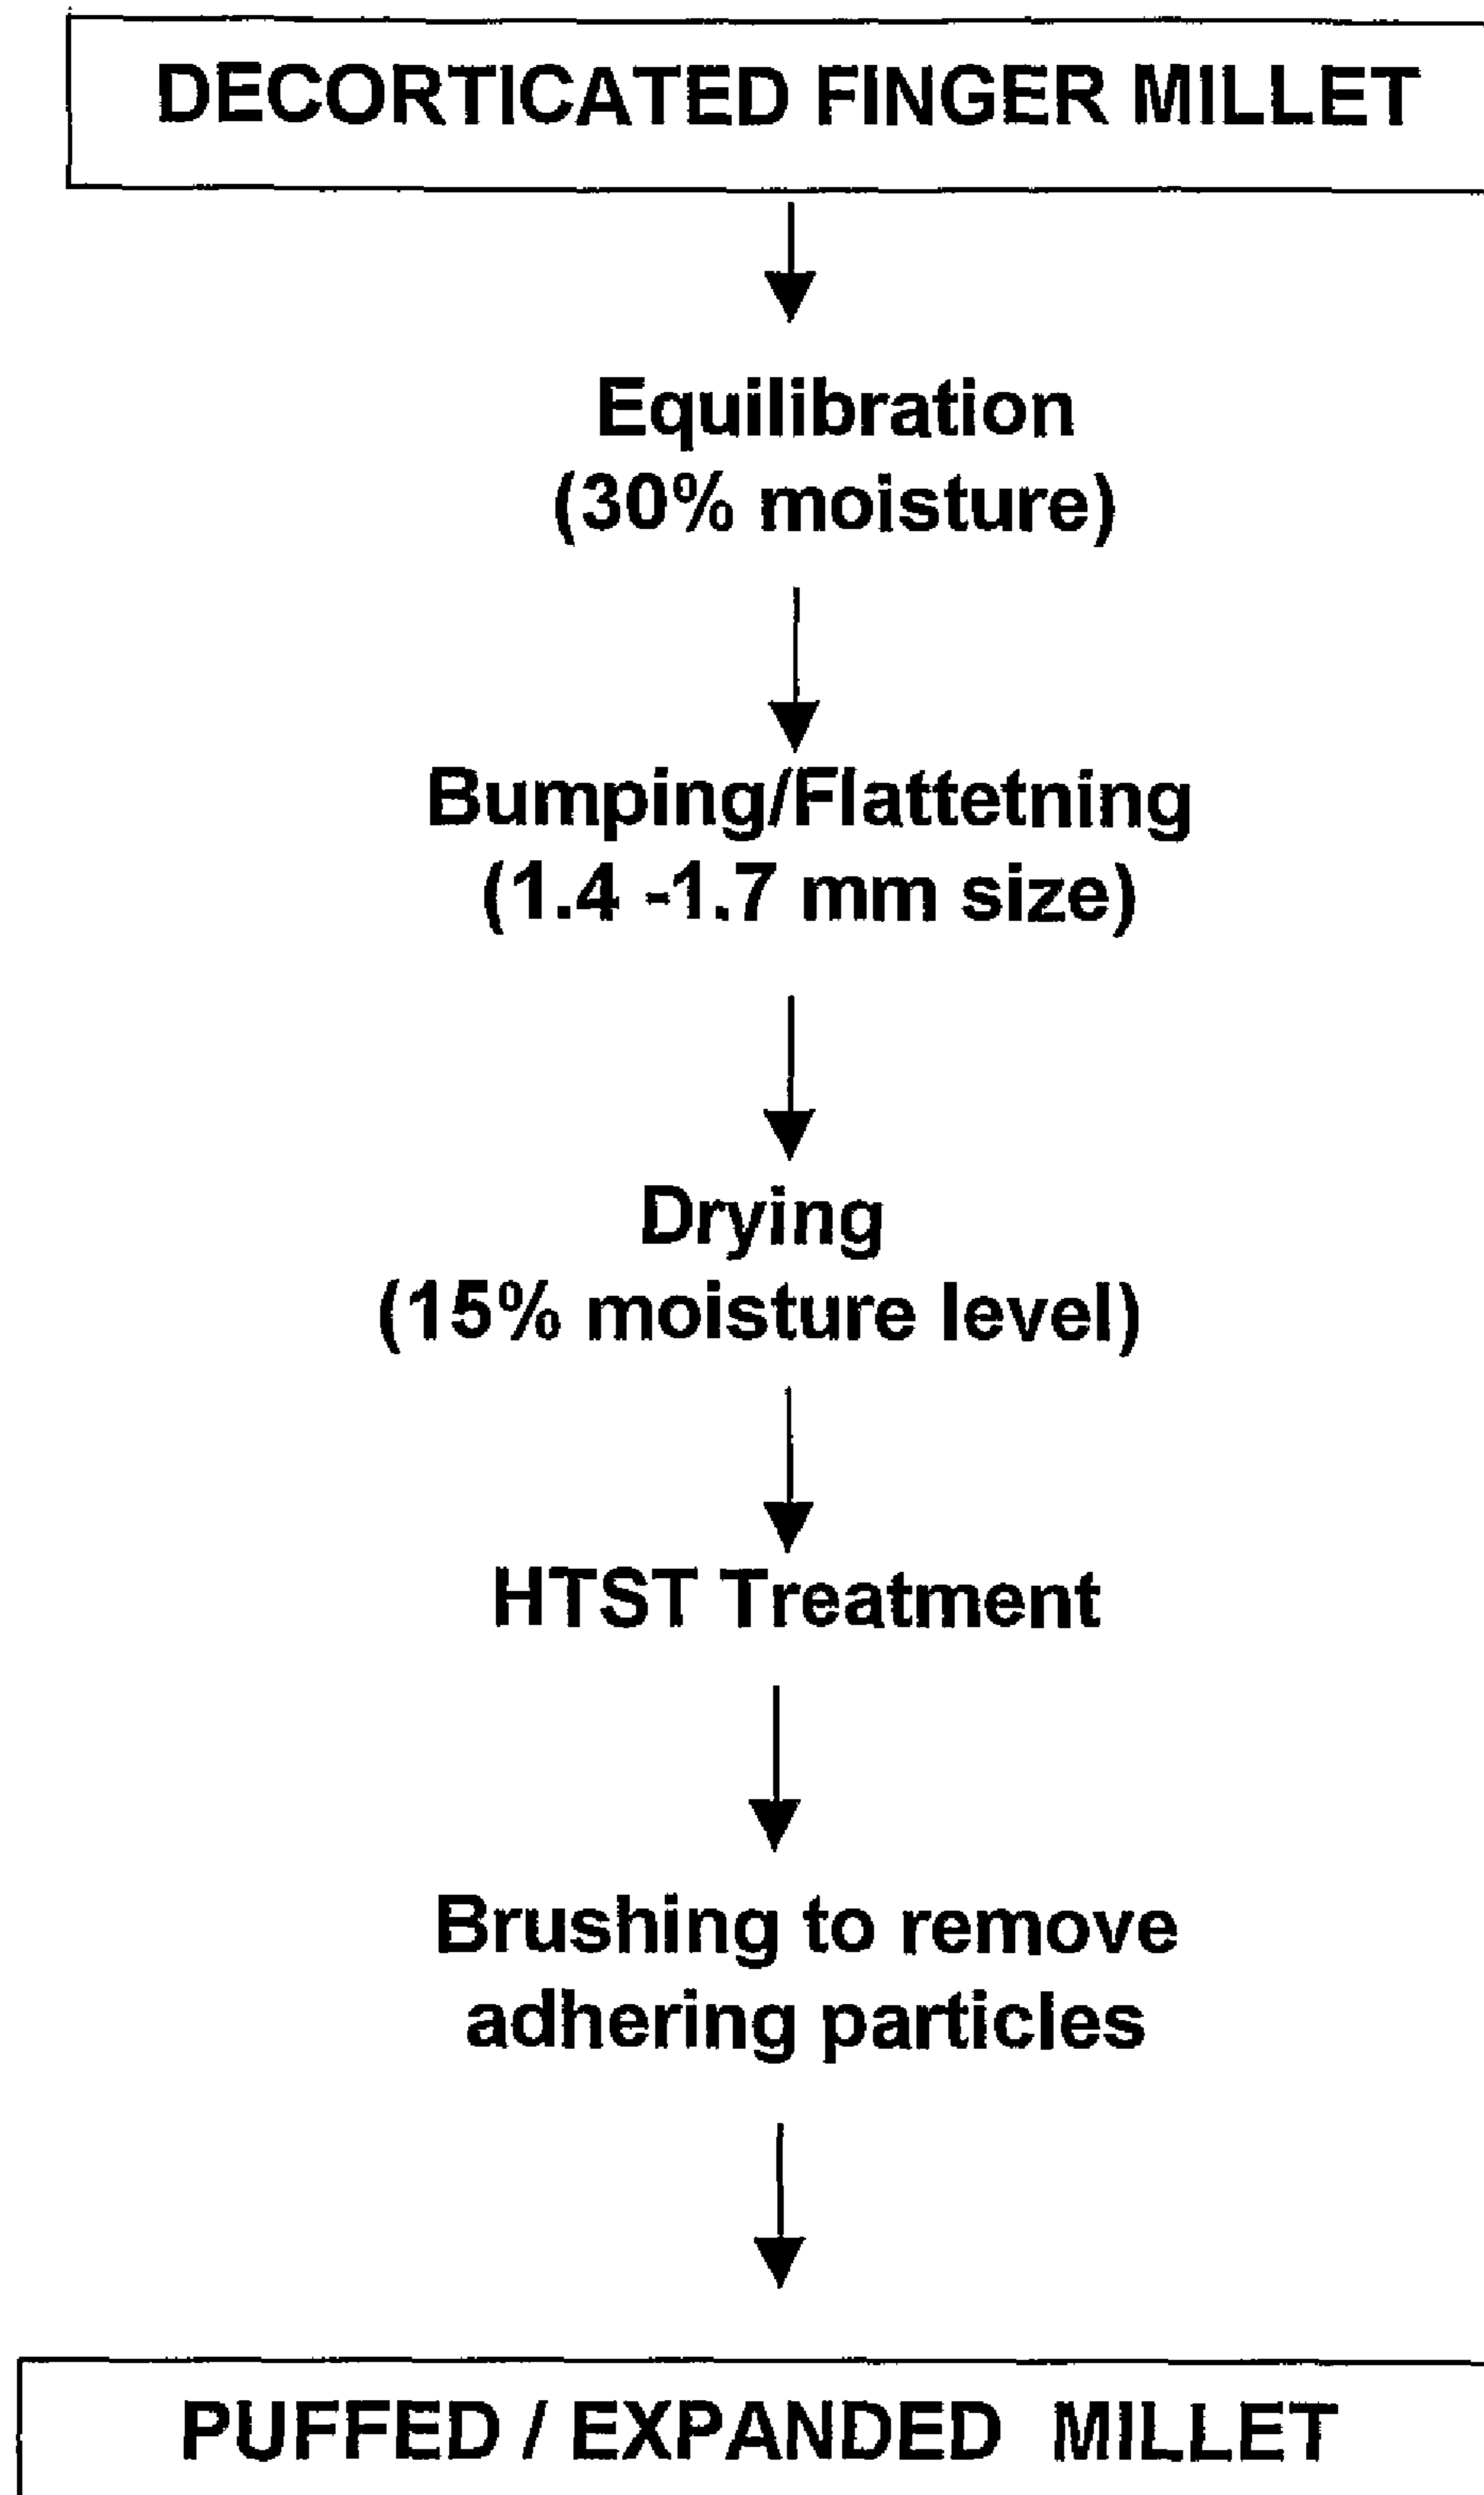 DECORTICATED FINGER MILLET
Equilibration
(30% moisture)
Bumping/Flattetning
(1.4 -1.7 mm size)
Drying
(15% moisture level)
HTST Treatment
Brushing to remove
adhering particles
PUFFED / EXPANDED MILLET